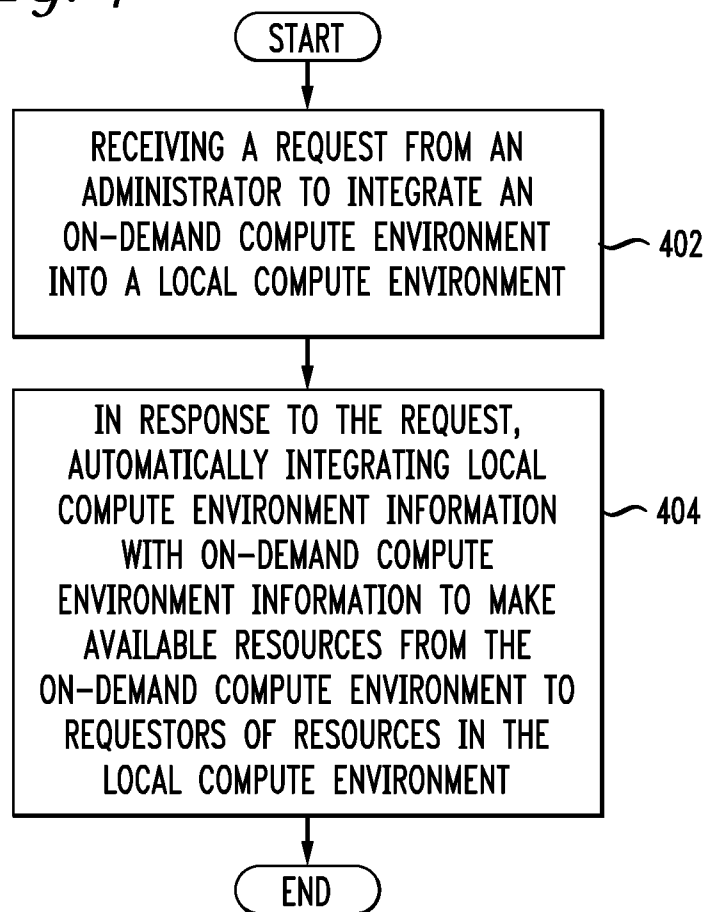 START
RECEIVING A REQUEST FROM AN
ADMINISTRATOR TO INTEGRATE AN
ON-DEMAND COMPUTE ENVIRONMENT
INTO A LOCAL COMPUTE ENVIRONMENT
402
IN RESPONSE TO THE REQUEST,
AUTOMATICALLY INTEGRATING LOCAL
COMPUTE ENVIRONMENT INFORMATION
WITH ON-DEMAND COMPUTE
ENVIRONMENT INFORMATION TO MAKE
AVAILABLE RESOURCES FROM THE
ON-DEMAND COMPUTE ENVIRONMENT TO
REQUESTORS OF RESOURCES IN THE
LOCAL COMPUTE ENVIRONMENT
404
END